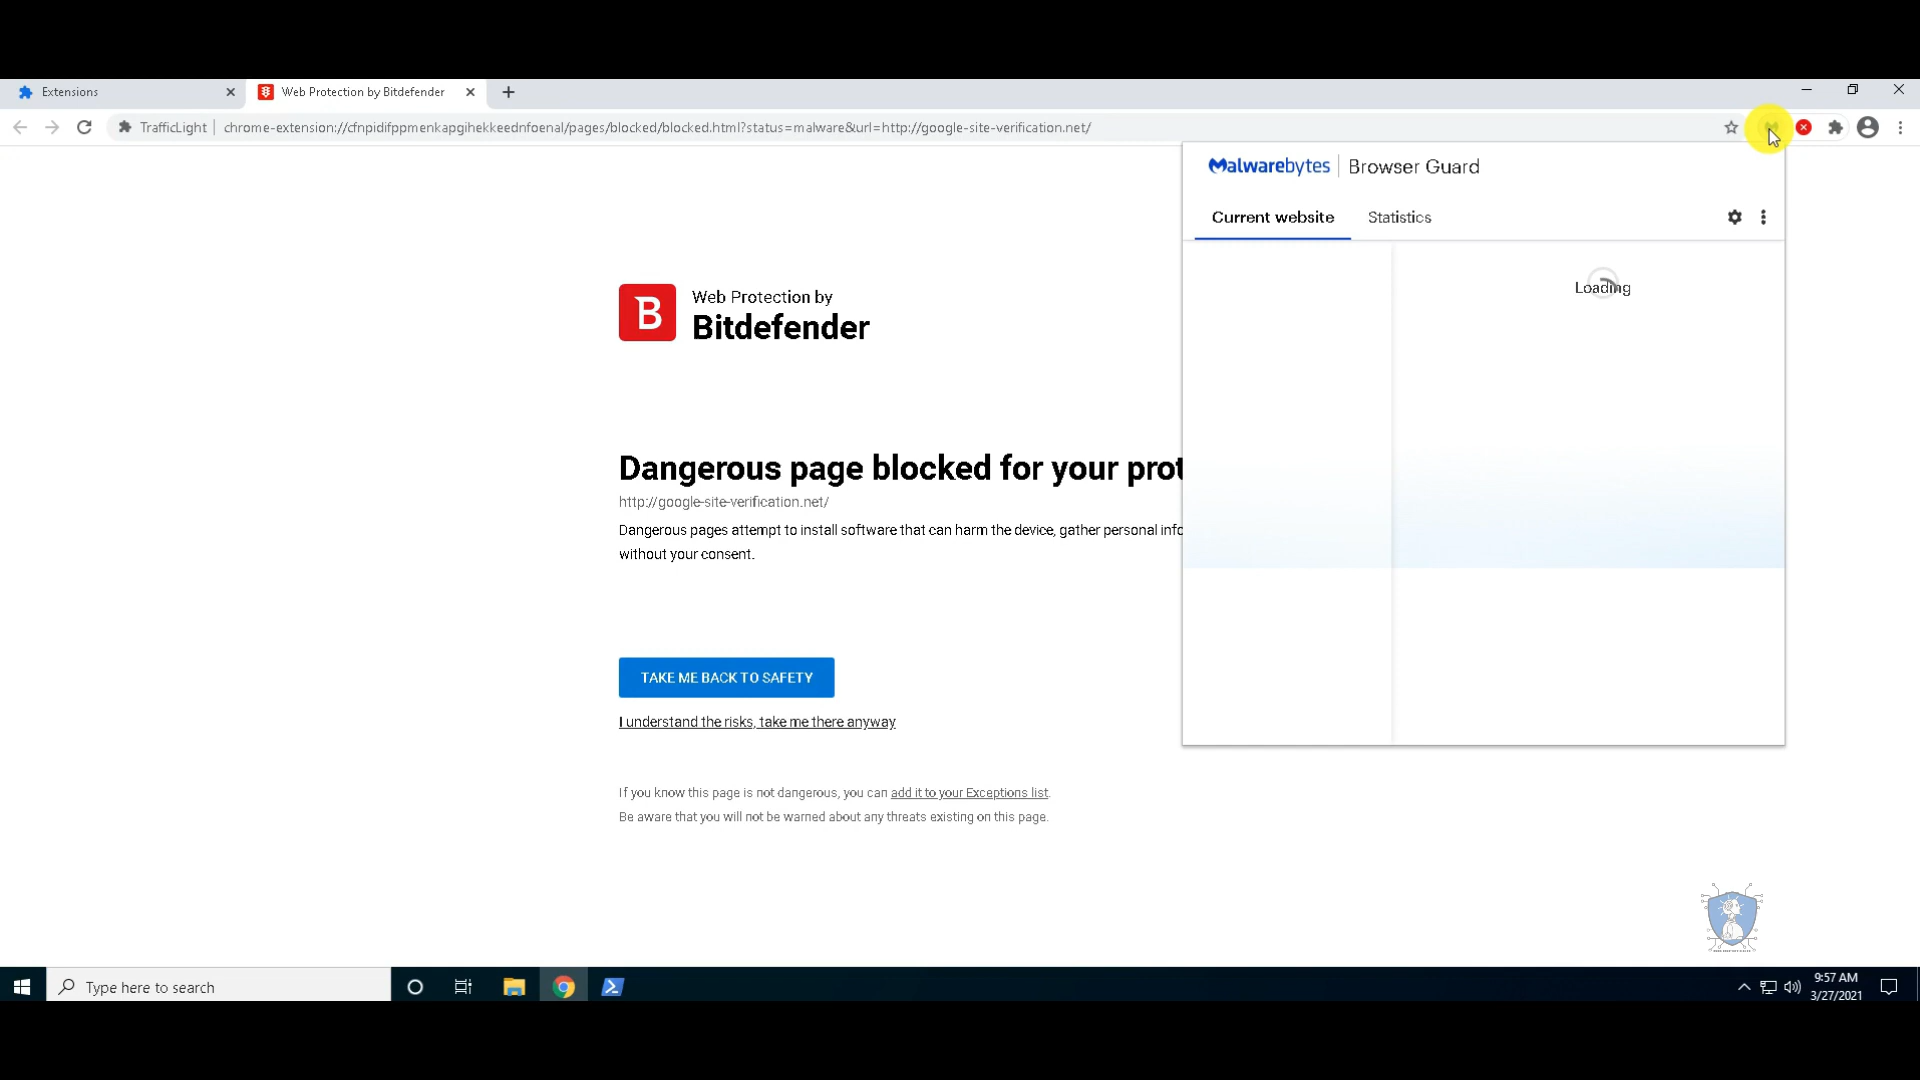 Extensions
Web Protection by Bitdefender
TrafficLight
chrome-extension://cfnpidifppmenkapgihekkeednfoenal/pages/blocked/blocked.html?status=malware&url=http://google-site-verification.net/
Malwarebytes | Browser Guard
Current website
Statistics
Loading
B
Web Protection by
Bitdefender
Dangerous page blocked for your prot
http://google-site-verification.net/
Dangerous pages attempt to install software that can harm the device, gather personal info
without your consent.
TAKE ME BACK TO SAFETY
I understand the risks, take me there anyway
If you know this page is not dangerous, you can add it to your Exceptions list.
Be aware that you will not be warned about any threats existing on this page.
Type here to search
9:57 AM
3/27/2021